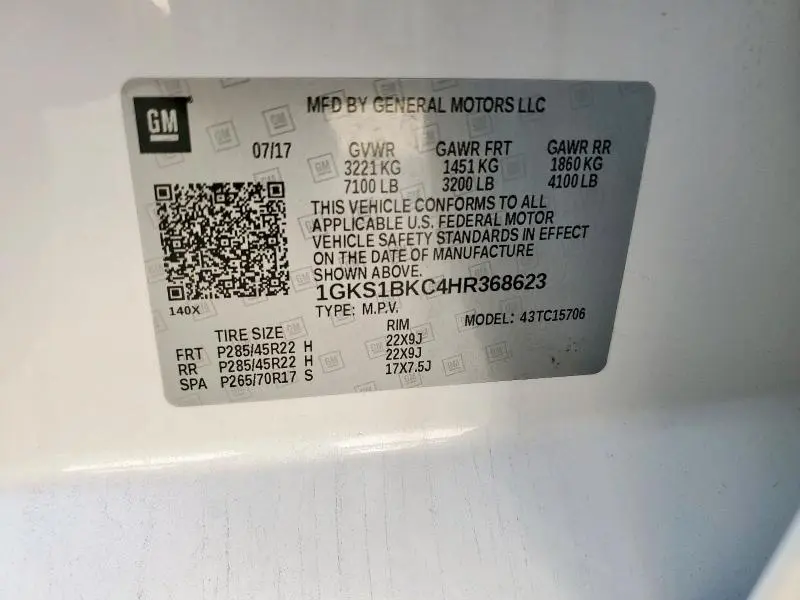 GM
MFD BY GENERAL MOTORS LLC
07/17 GVWR GAWR FRT GAWR RR
3221 KG 1451 KG 1860 KG
7100 LB 3200 LB 4100 LB
THIS VEHICLE CONFORMS TO ALL
APPLICABLE U.S. FEDERAL MOTOR
VEHICLE SAFETY STANDARDS IN EFFECT
ON THE DATE OF MANUFACTURE
SHOWN ABOVE.
1GKS1BKC4HR368623
140X
TYPE: M.P.V. MODEL: 43TC15706
TIRE SIZE RIM
FRT P285/45R22 H 22X9J
RR P285/45R22 H 22X9J
SPA P265/70R17 S 17X7.5J